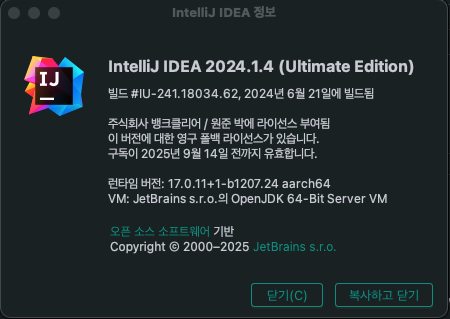 IntelliJ IDEA 정보
IJ
IntelliJ IDEA 2024.1.4 (Ultimate Edition)
빌드 #IU-241.18034.62, 2024년 6월 21일에 빌드됨
주식회사 뱅크클리어 / 원준 박에 라이선스 부여됨
이 버전에 대한 영구 폴백 라이선스가 있습니다.
구독이 2025년 9월 14일 전까지 유효합니다.
런타임 버전: 17.0.11+1-b1207.24 aarch64
VM: JetBrains s.r.o.의 OpenJDK 64-Bit Server VM
오픈 소스 소프트웨어 기반
Copyright © 2000–2025 JetBrains s.r.o.
닫기(C)
복사하고 닫기